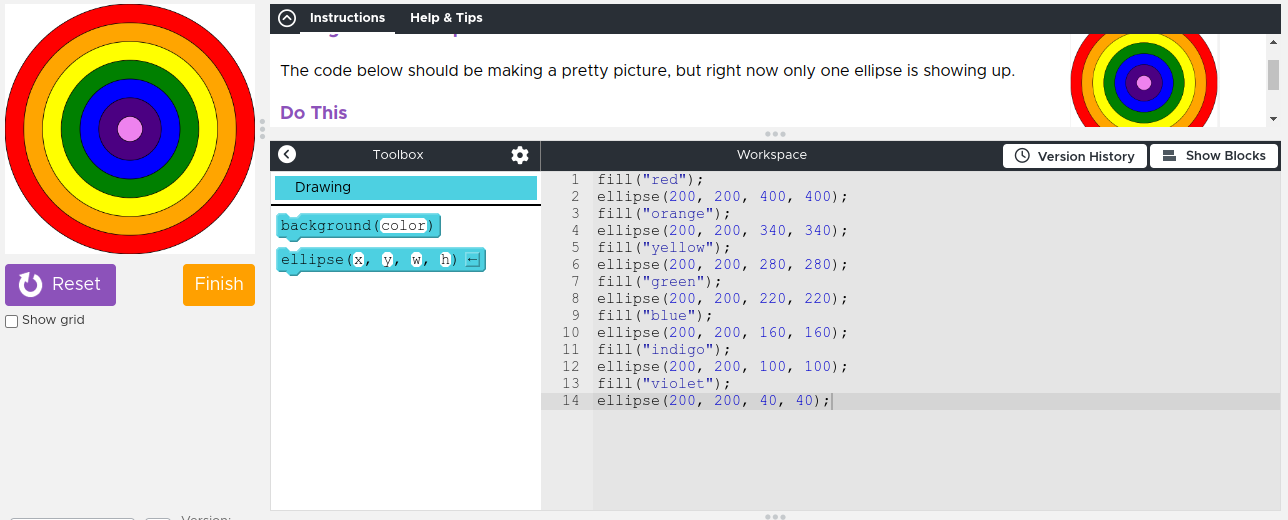 Instructions
Help & Tips
The code below should be making a pretty picture, but right now only one ellipse is showing up.
Do This
Reset
Finish
Show grid
Toolbox
Workspace
Version History
Show Blocks
Drawing
background(color)
ellipse(x, y, w, h)
1 fill("red");
2 ellipse(200, 200, 400, 400);
3 fill("orange");
4 ellipse(200, 200, 340, 340);
5 fill("yellow");
6 ellipse(200, 200, 280, 280);
7 fill("green");
8 ellipse(200, 200, 220, 220);
9 fill("blue");
10 ellipse(200, 200, 160, 160);
11 fill("indigo");
12 ellipse(200, 200, 100, 100);
13 fill("violet");
14 ellipse(200, 200, 40, 40);
Version: